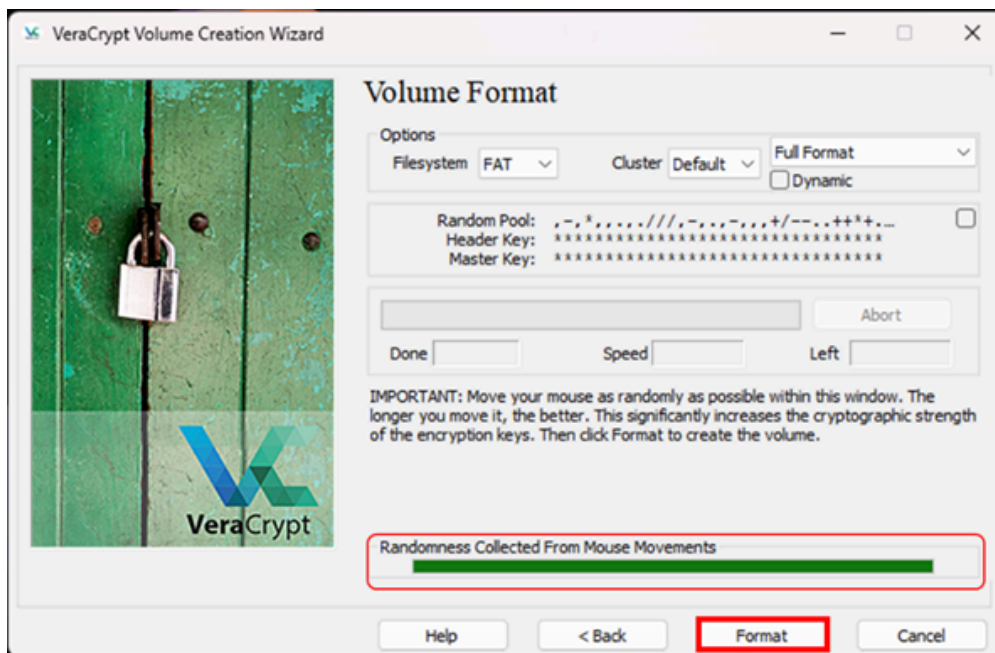 VeraCrypt Volume Creation Wizard
Volume Format
Options
Filesystem FAT Cluster Default Full Format
Dynamic
Random Pool: ,-,*,,.,.///,-,.,-,,,+/--..++*+...
Header Key: ********************************
Master Key: ********************************
Abort
Done Speed Left
IMPORTANT: Move your mouse as randomly as possible within this window. The
longer you move it, the better. This significantly increases the cryptographic strength
of the encryption keys. Then click Format to create the volume.
VeraCrypt
Randomness Collected From Mouse Movements
Help < Back Format Cancel